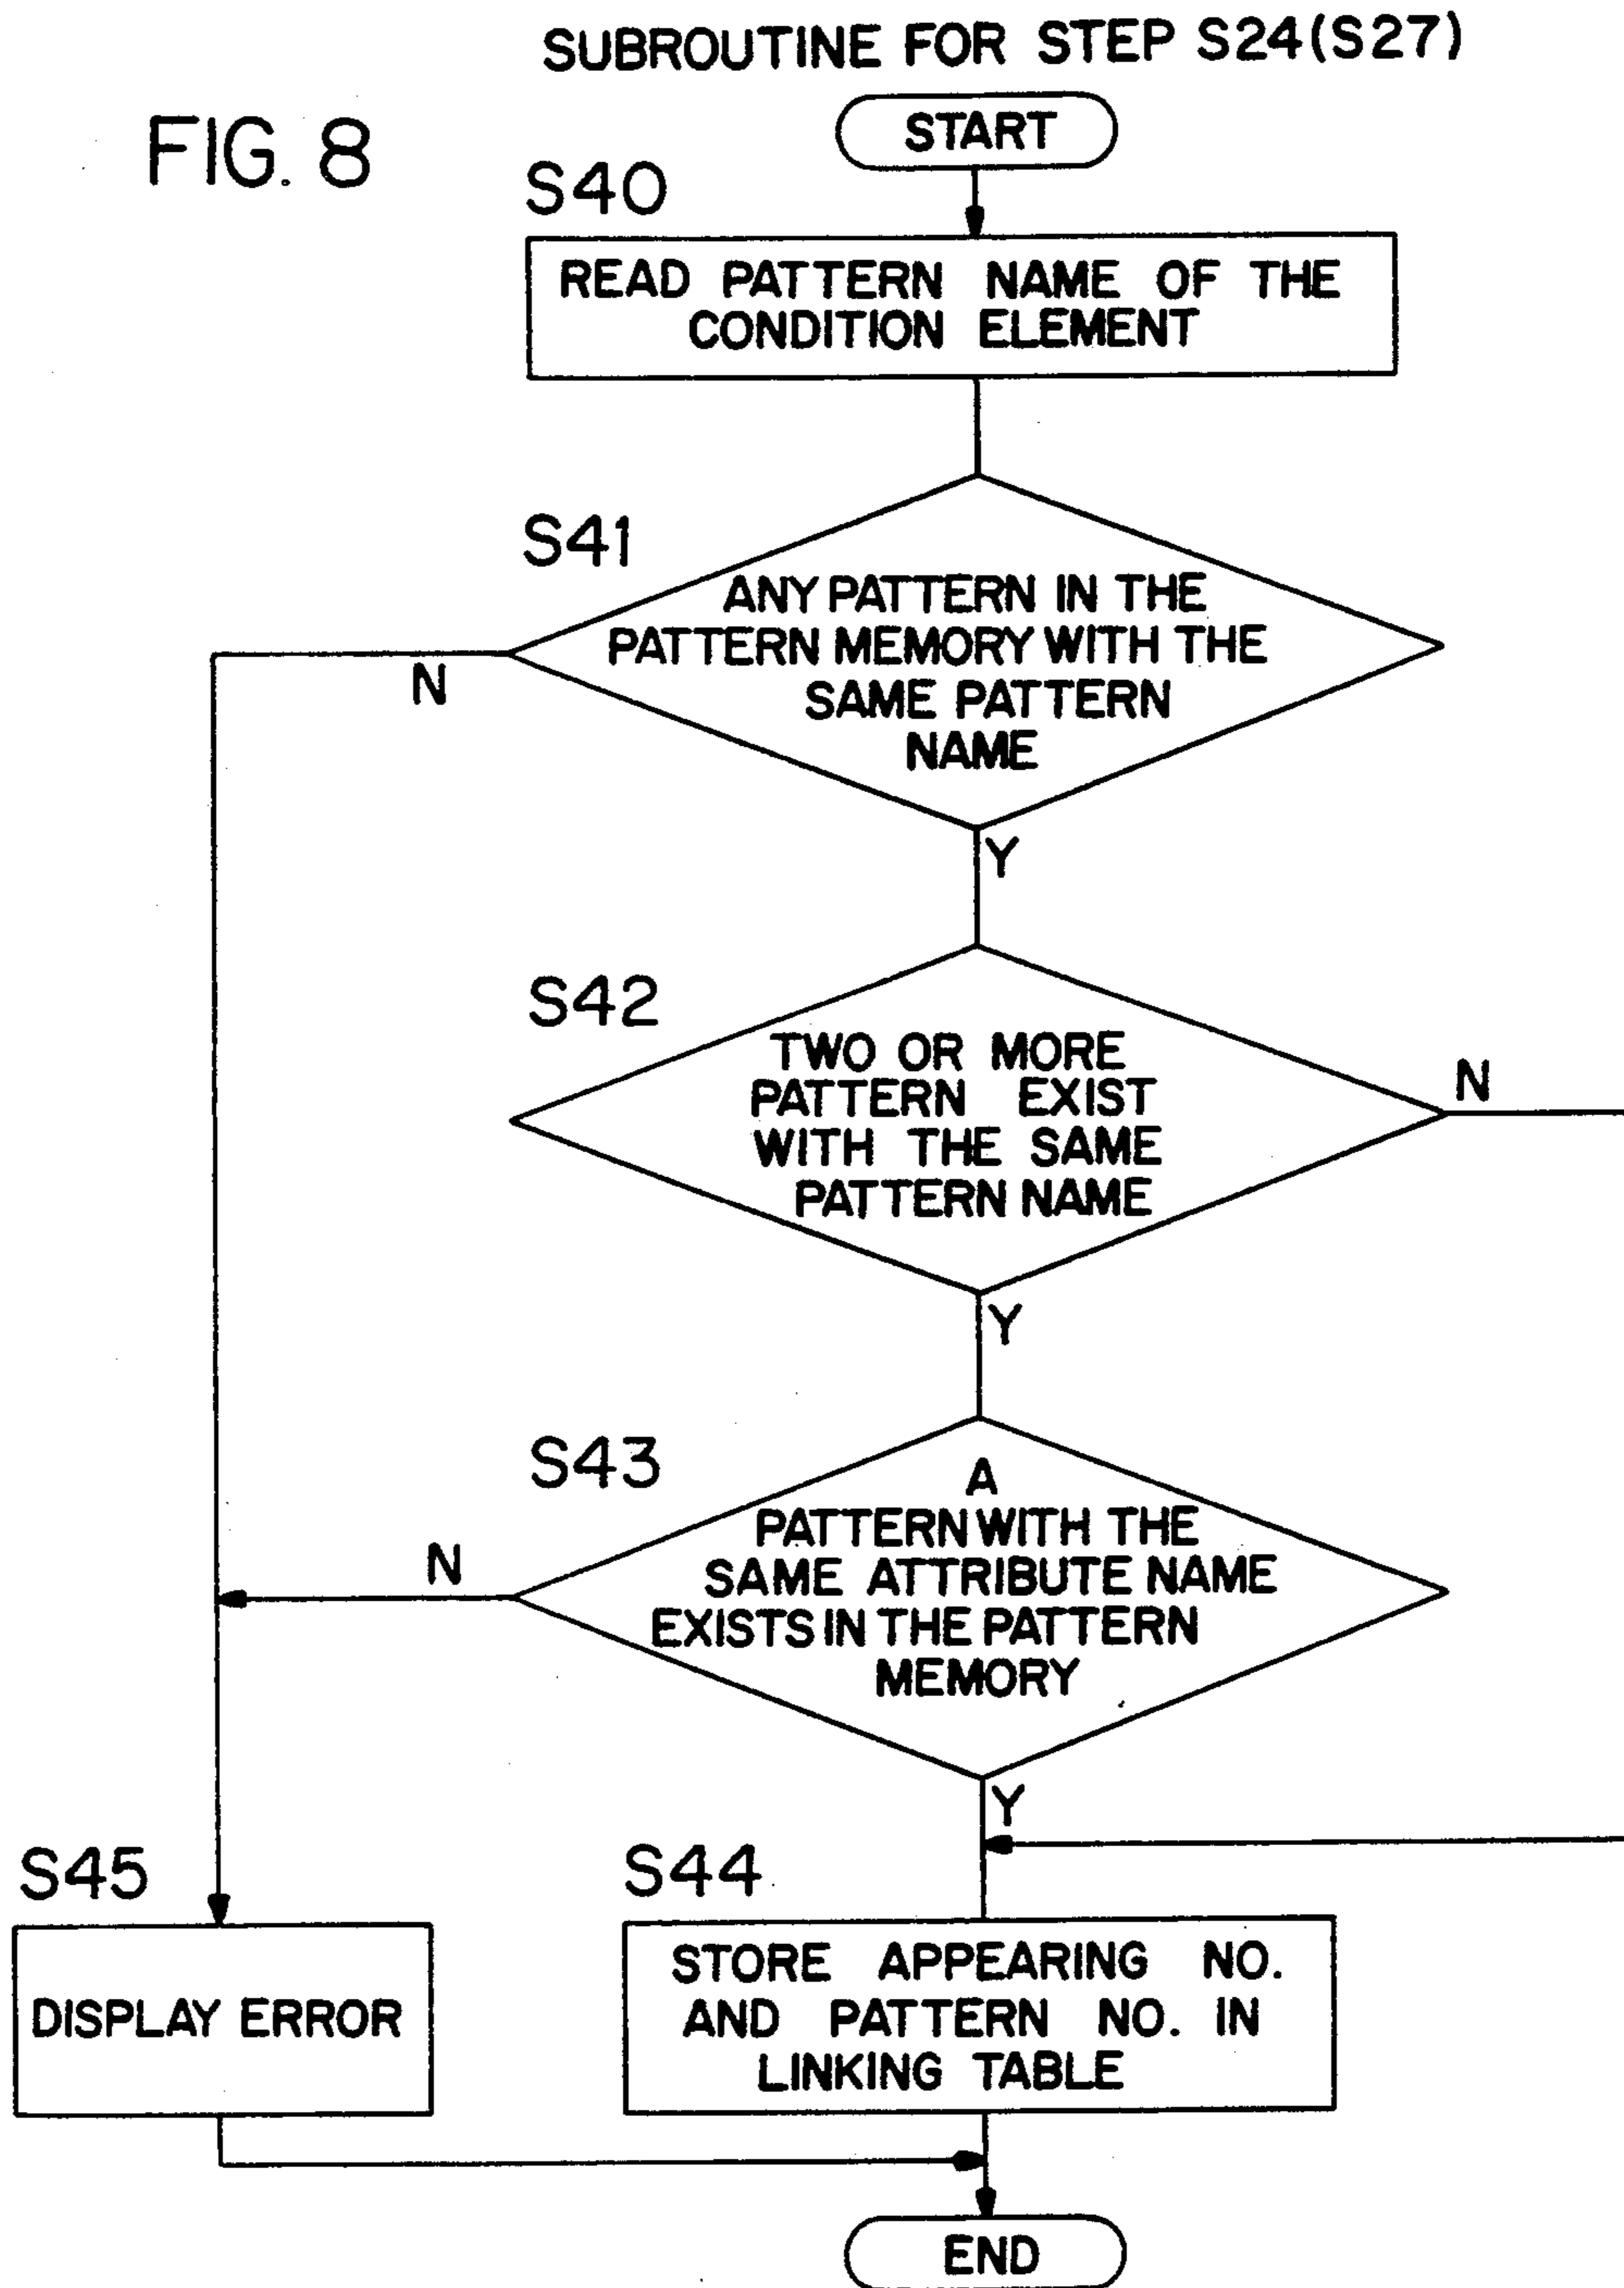 SUBROUTINE FOR STEP S24(S27)
FIG. 8
START
S40
READ PATTERN NAME OF THE
CONDITION ELEMENT
S41
ANY PATTERN IN THE
PATTERN MEMORY WITH THE
SAME PATTERN
NAME
N
Y
S42
TWO OR MORE
PATTERN EXIST
WITH THE SAME
PATTERN NAME
N
Y
S43
A
PATTERN WITH THE
SAME ATTRIBUTE NAME
EXISTS IN THE PATTERN
MEMORY
N
Y
S45
DISPLAY ERROR
S44
STORE APPEARING NO.
AND PATTERN NO. IN
LINKING TABLE
END